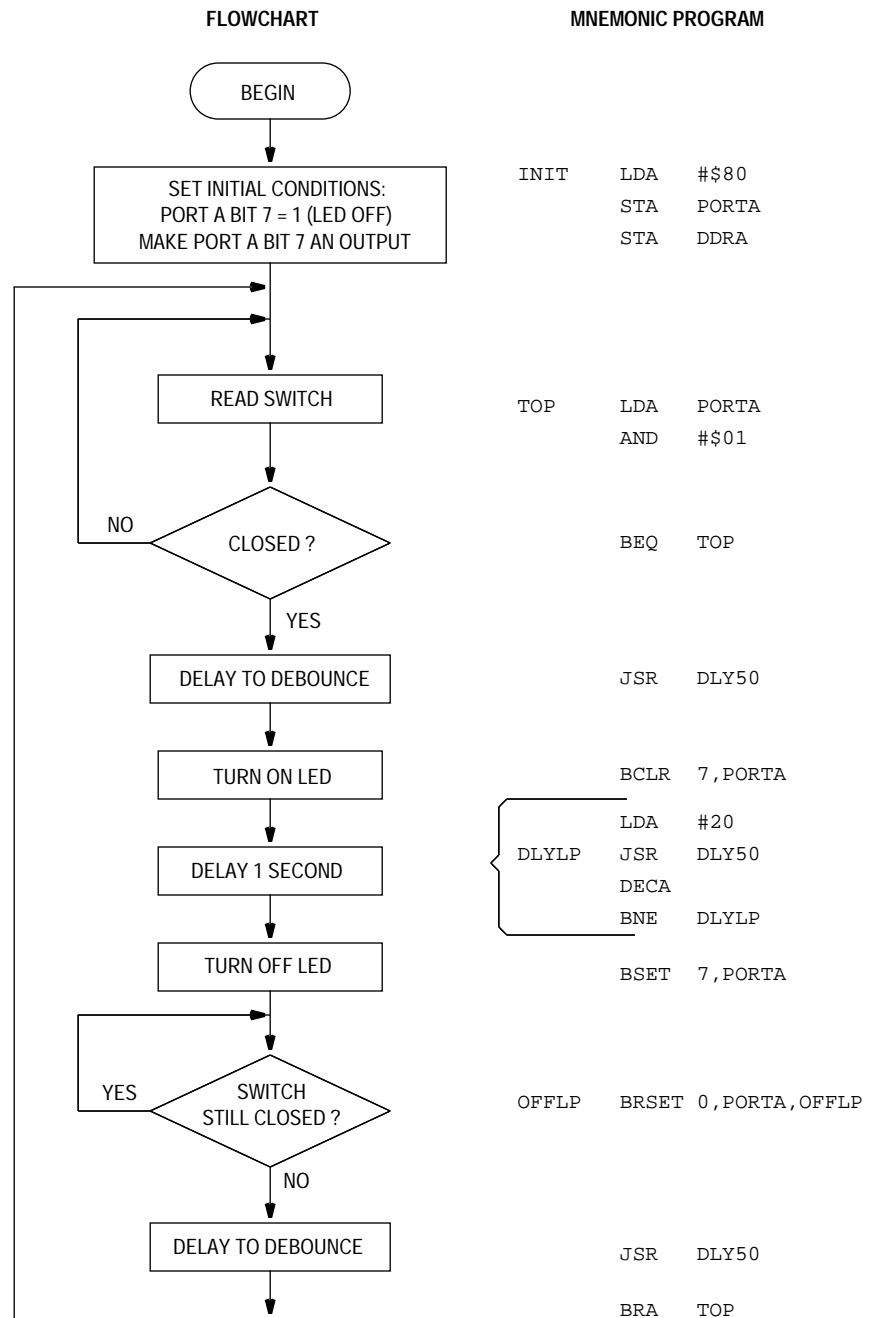 FLOWCHART MNEMONIC PROGRAM
BEGIN
SET INITIAL CONDITIONS:
PORT A BIT 7 = 1 (LED OFF)
MAKE PORT A BIT 7 AN OUTPUT
INIT LDA #$80
STA PORTA
STA DDRA
READ SWITCH
TOP LDA PORTA
AND #$01
NO
CLOSED ?
BEQ TOP
YES
DELAY TO DEBOUNCE
JSR DLY50
TURN ON LED
BCLR 7,PORTA
DELAY 1 SECOND
LDA #20
DLYLP JSR DLY50
DECA
BNE DLYLP
TURN OFF LED
BSET 7,PORTA
YES
SWITCH
STILL CLOSED ?
OFFLP BRSET 0,PORTA,OFFLP
NO
DELAY TO DEBOUNCE
JSR DLY50
BRA TOP